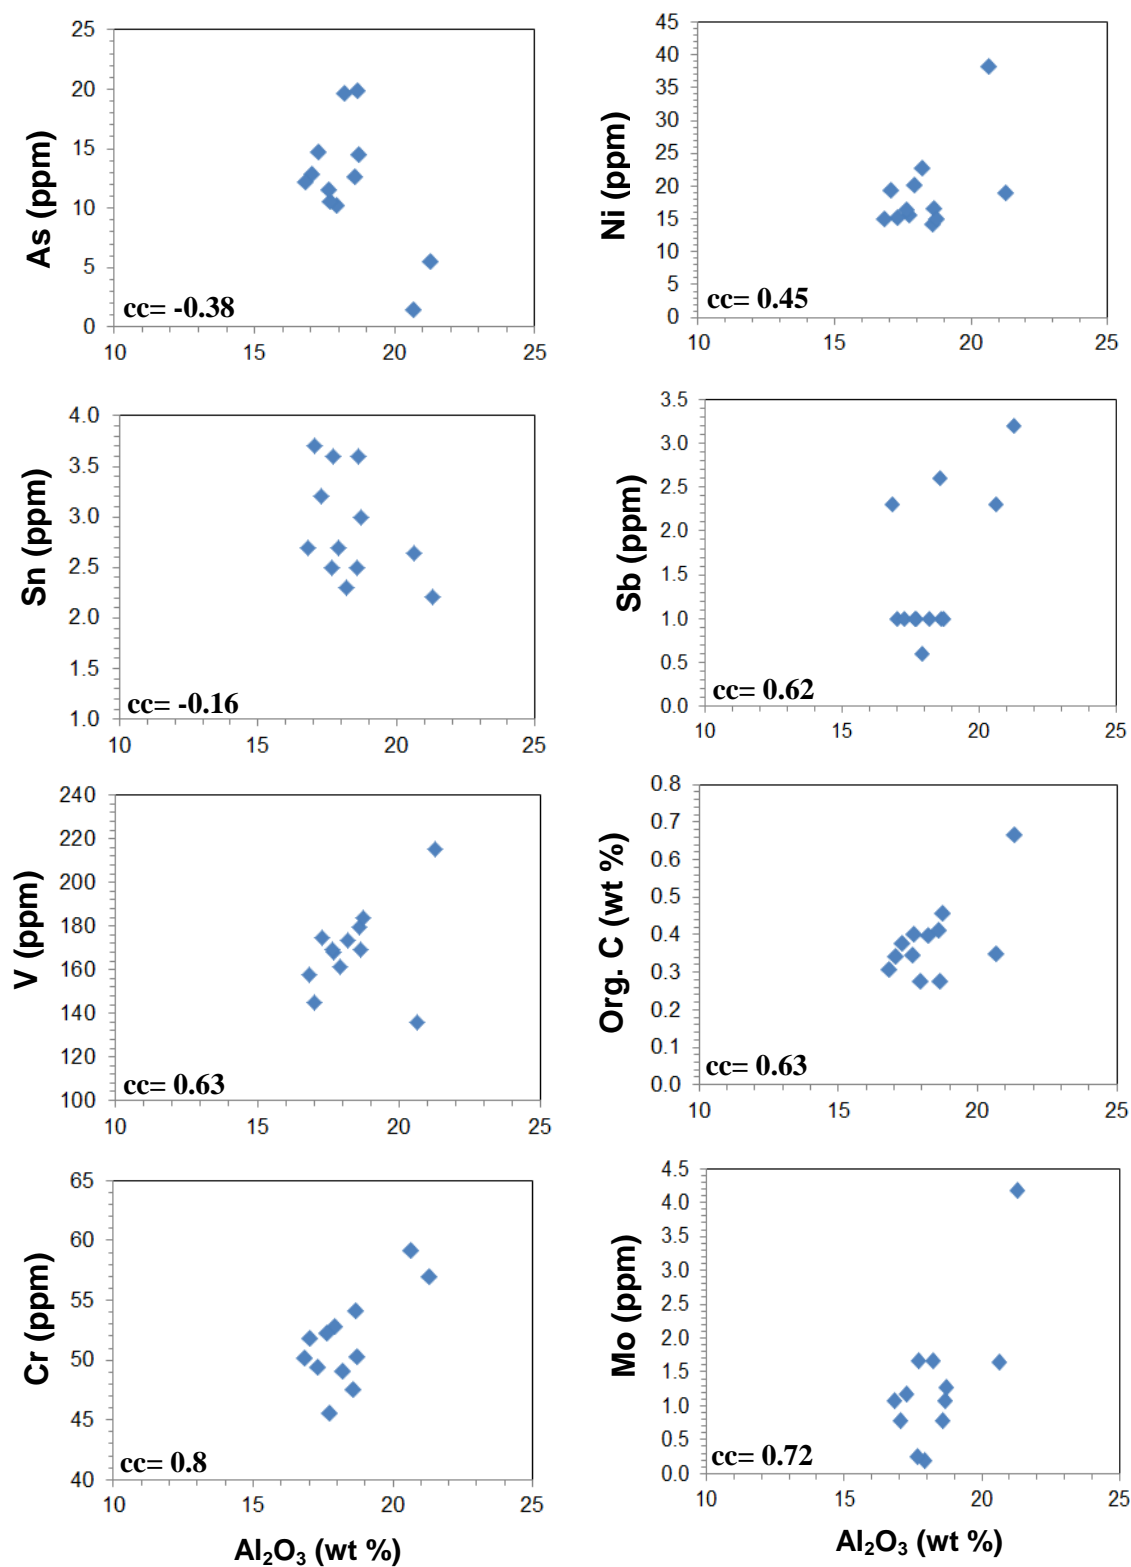 25
20
15
10
5
0
As (ppm)
cc= -0.38
10 15 20 25
45
40
35
30
25
20
15
10
5
0
Ni (ppm)
cc= 0.45
10 15 20 25
4.0
3.5
3.0
2.5
2.0
1.5
1.0
Sn (ppm)
cc= -0.16
10 15 20 25
3.5
3.0
2.5
2.0
1.5
1.0
0.5
0.0
Sb (ppm)
cc= 0.62
10 15 20 25
240
220
200
180
160
140
120
100
V (ppm)
cc= 0.63
10 15 20 25
0.8
0.7
0.6
0.5
0.4
0.3
0.2
0.1
0.0
Org. C (wt %)
cc= 0.63
10 15 20 25
65
60
55
50
45
40
Cr (ppm)
cc= 0.8
10 15 20 25
Al₂O₃ (wt %)
4.5
4.0
3.5
3.0
2.5
2.0
1.5
1.0
0.5
0.0
Mo (ppm)
cc= 0.72
10 15 20 25
Al₂O₃ (wt %)